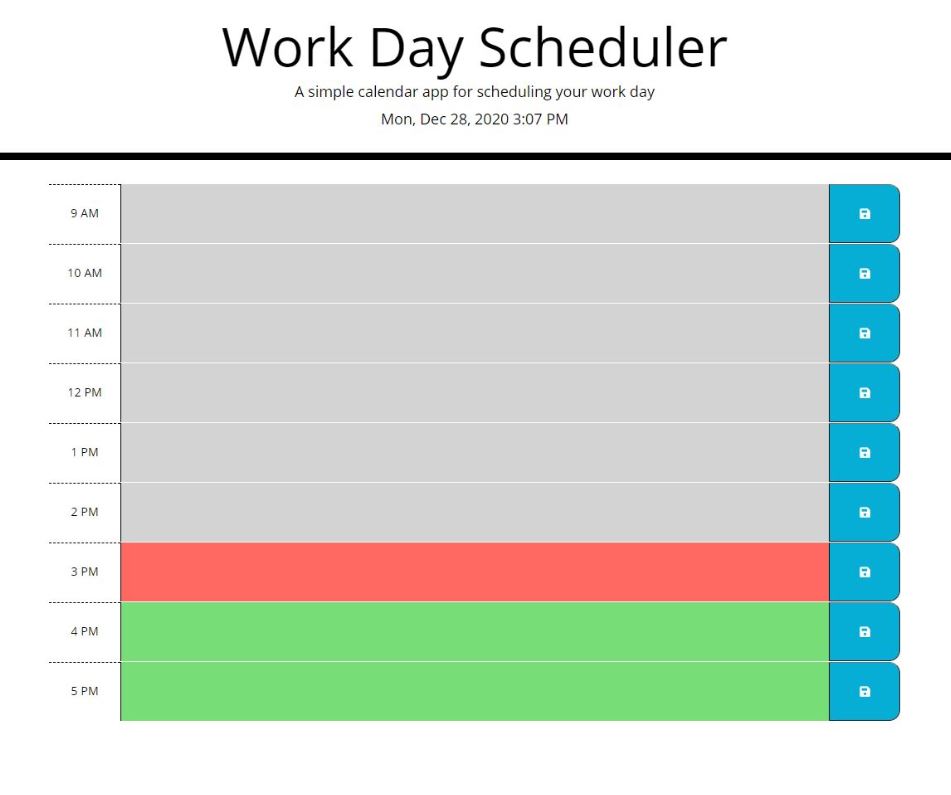 Work Day Scheduler
A simple calendar app for scheduling your work day
Mon, Dec 28, 2020 3:07 PM
9 AM
10 AM
11 AM
12 PM
1 PM
2 PM
3 PM
4 PM
5 PM